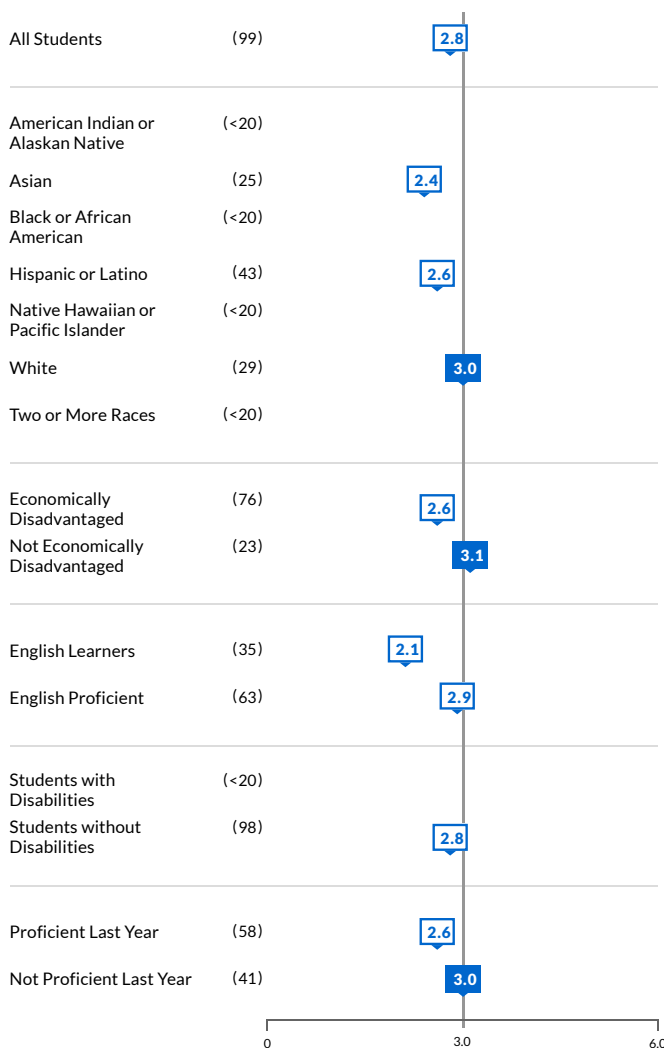 All Students (99) 2.8
American Indian or (<20)
Alaskan Native
Asian (25) 2.4
Black or African (<20)
American
Hispanic or Latino (43) 2.6
Native Hawaiian or (<20)
Pacific Islander
White (29) 3.0
Two or More Races (<20)
Economically (76) 2.6
Disadvantaged
Not Economically (23) 3.1
Disadvantaged
English Learners (35) 2.1
English Proficient (63) 2.9
Students with (<20)
Disabilities
Students without (98) 2.8
Disabilities
Proficient Last Year (58) 2.6
Not Proficient Last Year (41) 3.0
0 3.0 6.0